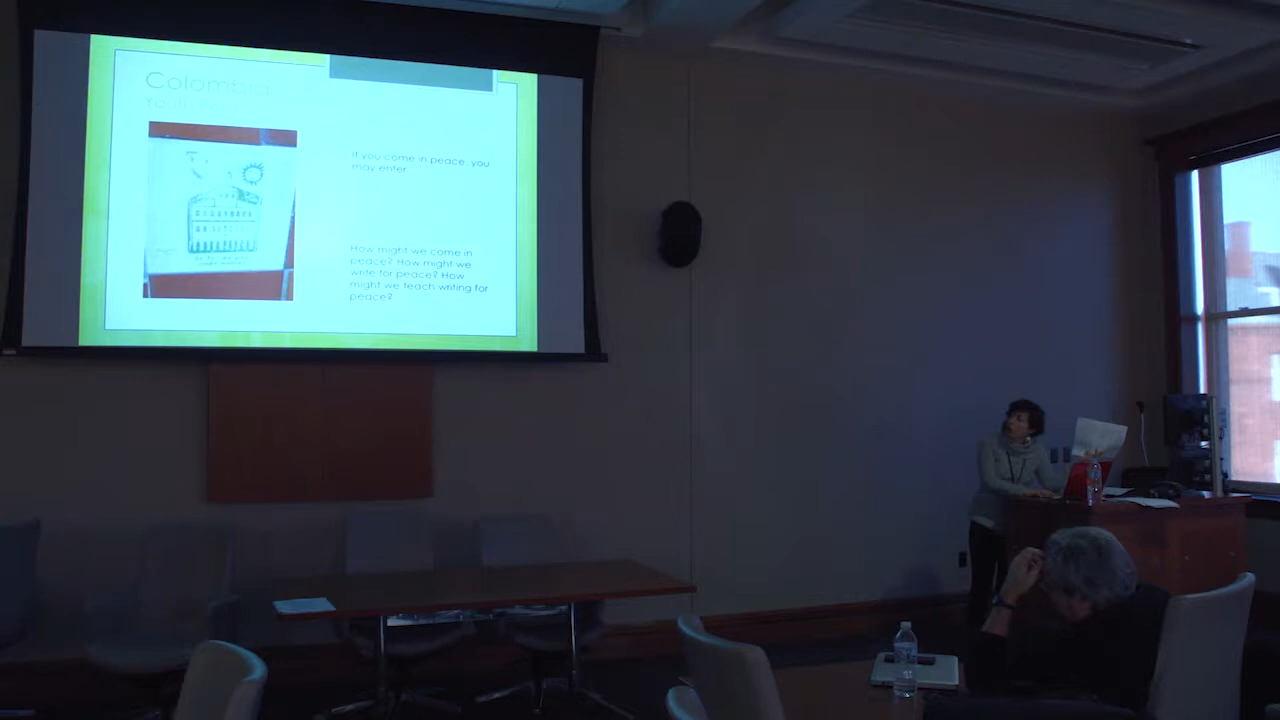 Colombia
If you come in peace, you
may enter
How might we come in
peace? How might we
write for peace? How
might we teach writing for
peace?